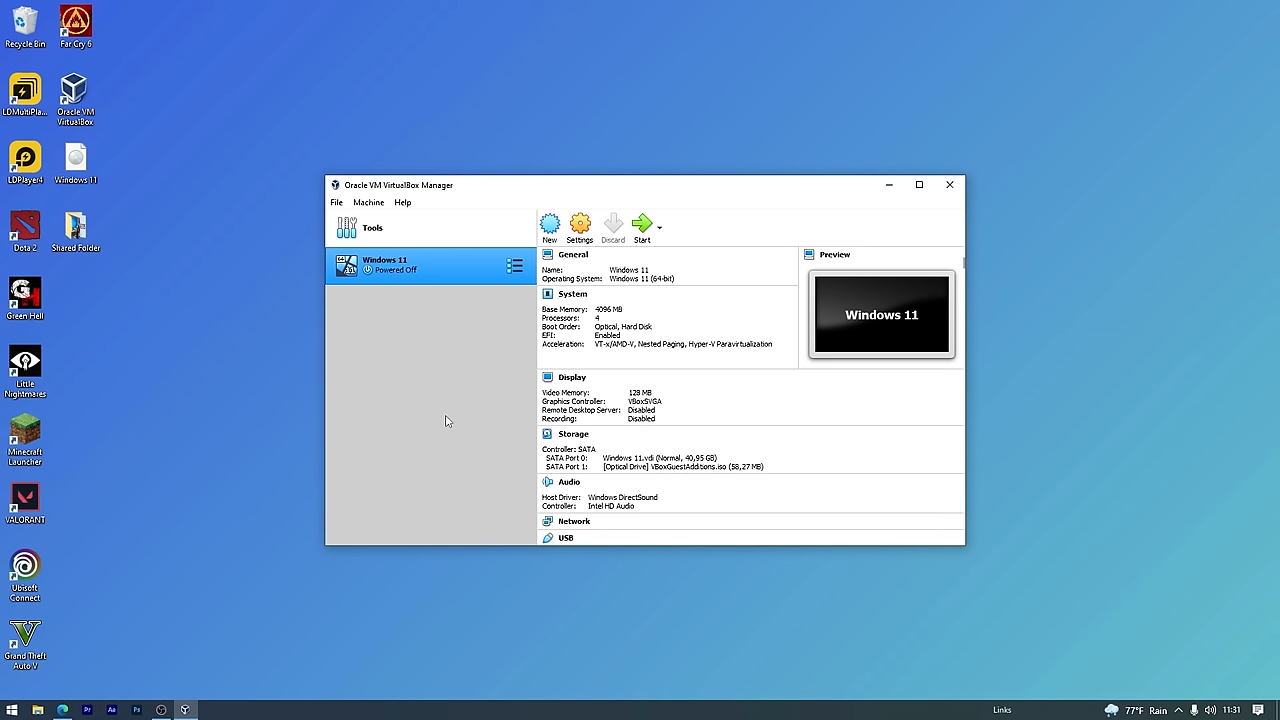 Recycle Bin
Far Cry 6
LDMultiPla...
Oracle VM
VirtualBox
LDPlayer4
Windows 11
Dota 2
Shared Folder
Green Hell
Little
Nightmares
Minecraft
Launcher
VALORANT
Ubisoft
Connect
Grand Theft
Auto V
Oracle VM VirtualBox Manager
File Machine Help
Tools
New Settings Discard Start
64
11
Windows 11
Powered Off
General
Name: Windows 11
Operating System: Windows 11 (64-bit)
System
Base Memory: 4096 MB
Processors: 4
Boot Order: Optical, Hard Disk
EFI: Enabled
Acceleration: VT-x/AMD-V, Nested Paging, Hyper-V Paravirtualization
Preview
Windows 11
Display
Video Memory: 128 MB
Graphics Controller: VBoxSVGA
Remote Desktop Server: Disabled
Recording: Disabled
Storage
Controller: SATA
SATA Port 0: Windows 11.vdi (Normal, 40,95 GB)
SATA Port 1: [Optical Drive] VBoxGuestAdditions.iso (58,27 MB)
Audio
Host Driver: Windows DirectSound
Controller: Intel HD Audio
Network
USB
Pr Ae Ps
Links
77°F Rain
11:31